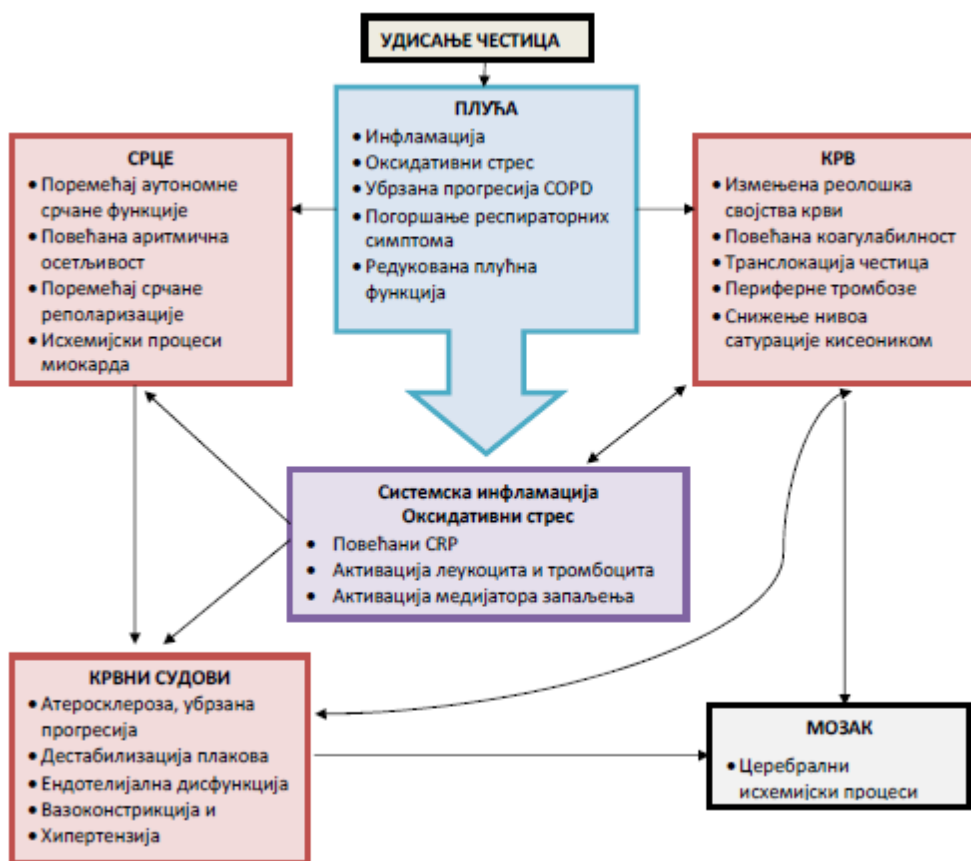 УДИСАЊЕ ЧЕСТИЦА
ПЛУЋА
• Инфламација
• Оксидативни стрес
• Убрзана прогресија COPD
• Погоршање респираторних
симптома
• Редукована плућна
функција
СРЦЕ
• Поремећај аутономне
срчане функције
• Повећана аритмична
осетљивост
• Поремећај срчане
реполаризације
• Исхемијски процеси
миокарда
КРВ
• Измењена реолошка
својства крви
• Повећана коагулабилност
• Транслокација честица
• Периферне тромбозе
• Снижење нивоа
сатурације кисеоником
Системска инфламација
Оксидативни стрес
• Повећани CRP
• Активација леукоцита и тромбоцита
• Активација медијатора запаљења
КРВНИ СУДОВИ
• Атеросклероза, убрзана
прогресија
• Дестабилизација плакова
• Ендотелијална дисфункција
• Вазоконстрикција и
• Хипертензија
МОЗАК
• Церебрални
исхемијски процеси